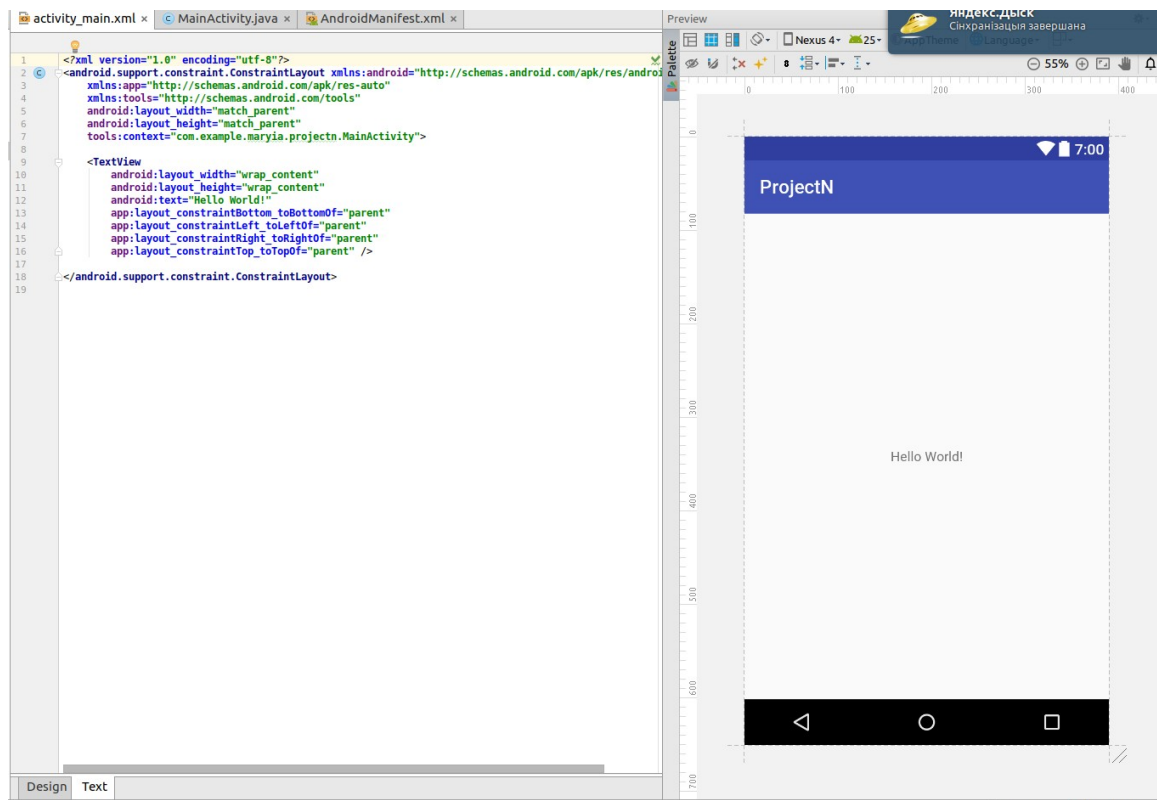 activity_main.xml ×
MainActivity.java ×
AndroidManifest.xml ×
1 <?xml version="1.0" encoding="utf-8"?>
2 <android.support.constraint.ConstraintLayout xmlns:android="http://schemas.android.com/apk/res/androi
3 xmlns:app="http://schemas.android.com/apk/res-auto"
4 xmlns:tools="http://schemas.android.com/tools"
5 android:layout_width="match_parent"
6 android:layout_height="match_parent"
7 tools:context="com.example.maryia.projectn.MainActivity">
8
9 <TextView
10 android:layout_width="wrap_content"
11 android:layout_height="wrap_content"
12 android:text="Hello World!"
13 app:layout_constraintBottom_toBottomOf="parent"
14 app:layout_constraintLeft_toLeftOf="parent"
15 app:layout_constraintRight_toRightOf="parent"
16 app:layout_constraintTop_toTopOf="parent" />
17
18 </android.support.constraint.ConstraintLayout>
19
Design Text
Preview
Яндекс.Дыск
Сінхранізацыя завершана
Palette
Nexus 4 25 AppTheme Language
8 55%
0 100 200 300 400
0
100
200
300
400
500
600
700
7:00
ProjectN
Hello World!